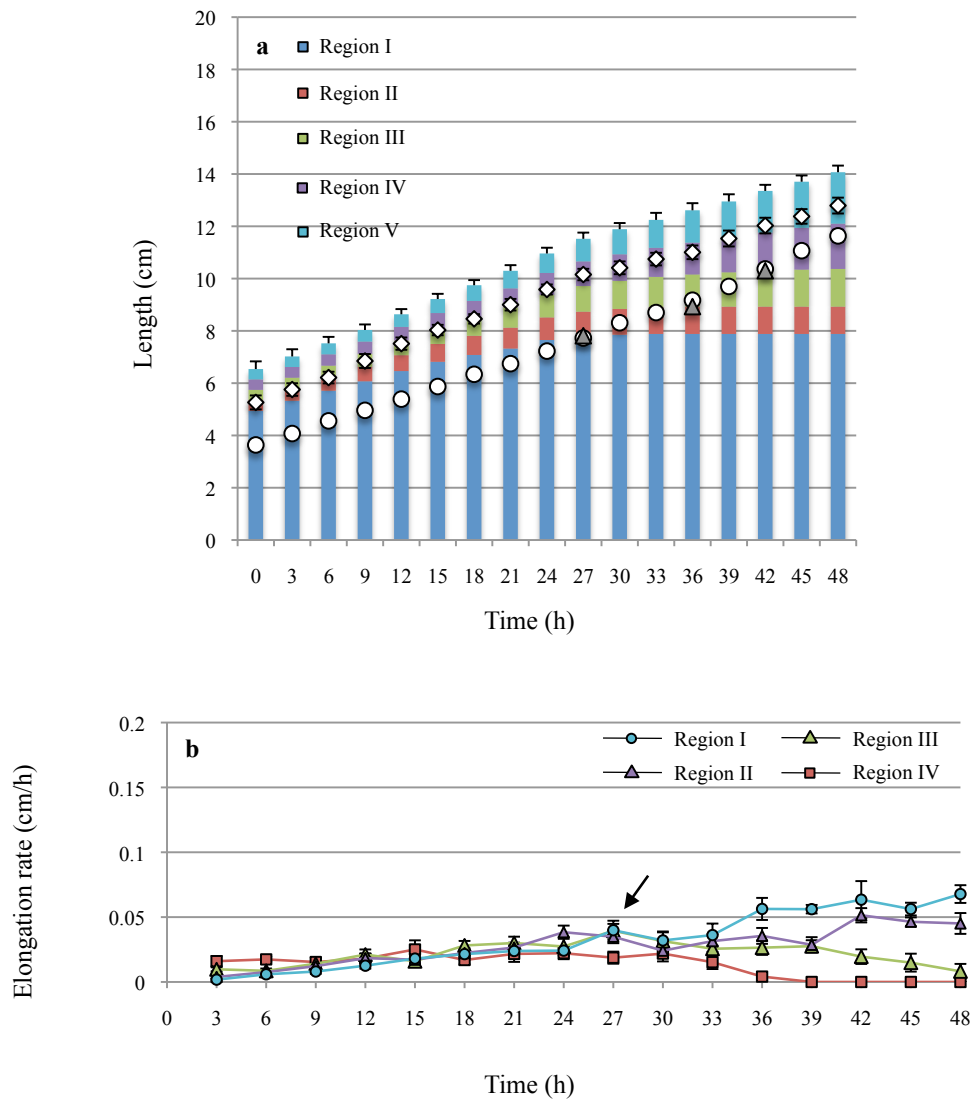 a
Region I
Region II
Region III
Region IV
Region V
20
18
16
14
12
10
8
6
4
2
0
Length (cm)
0 3 6 9 12 15 18 21 24 27 30 33 36 39 42 45 48
Time (h)
b
Region I Region III
Region II Region IV
0.2
0.15
0.1
0.05
0
Elongation rate (cm/h)
0 3 6 9 12 15 18 21 24 27 30 33 36 39 42 45 48
Time (h)